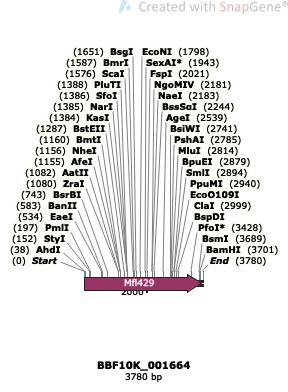 Created with SnapGene®
(1651) BsgI EcoNI (1798)
(1587) BmrI SexAI* (1943)
(1576) ScaI FspI (2021)
(1388) PluTI NgoMIV (2181)
(1386) SfoI NaeI (2183)
(1385) NarI BssSαI (2244)
(1384) KasI AgeI (2539)
(1287) BstEII BsiWI (2741)
(1160) BmtI PshAI (2785)
(1156) NheI MluI (2814)
(1155) AfeI BpuEI (2879)
(1082) AatII SmlI (2894)
(1080) ZraI PpuMI (2940)
(743) BsrBI EcoO109I
(583) BanII ClaI (2999)
(534) EaeI BspDI
(197) PmlI PfoI* (3428)
(152) StyI BsmI (3689)
(38) AhdI BamHI (3701)
(0) Start End (3780)
Mfl429
2000
BBF10K_001664
3780 bp